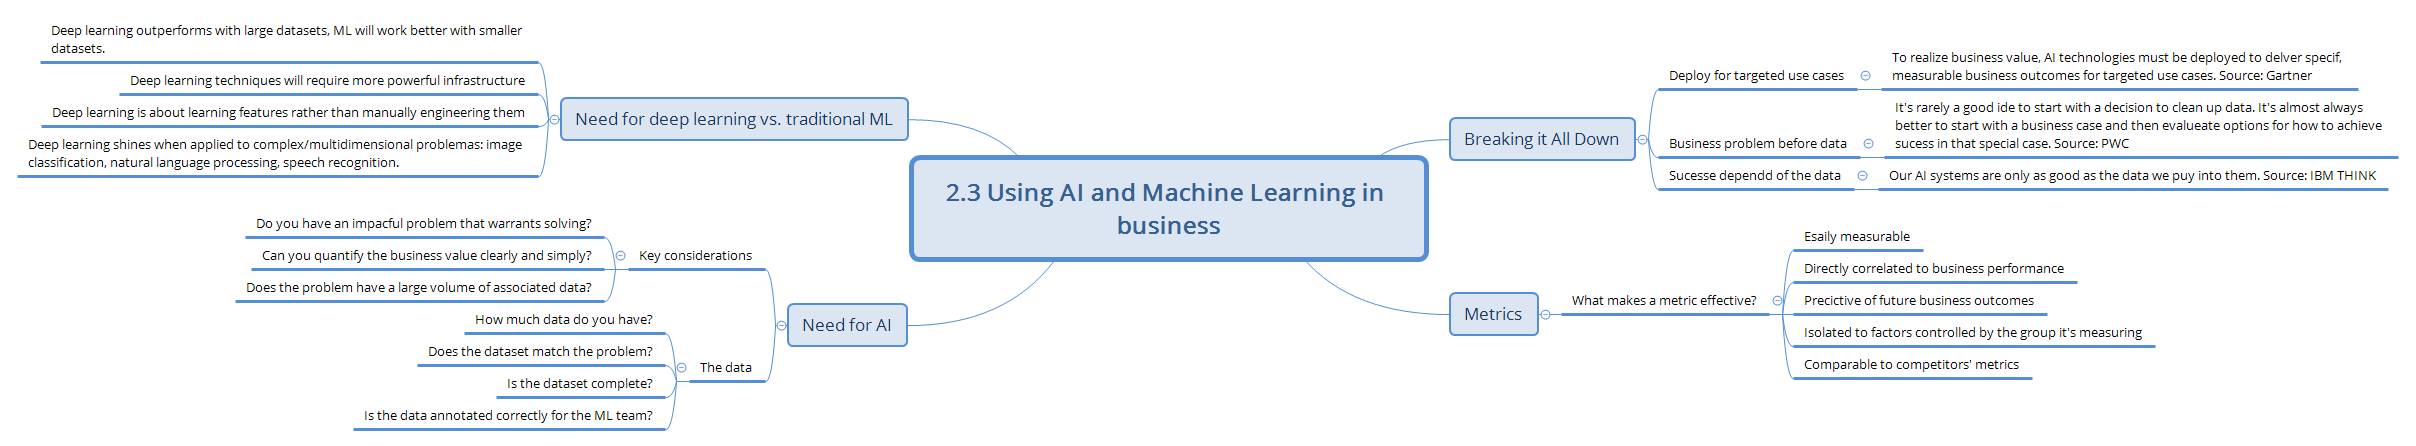 2.3 Using AI and Machine Learning in
business
Breaking it All Down
Deploy for targeted use cases
To realize business value, AI technologies must be deployed to delver specif,
measurable business outcomes for targeted use cases. Source: Gartner
Business problem before data
It's rarely a good ide to start with a decision to clean up data. It's almost always
better to start with a business case and then evalueate options for how to achieve
sucess in that special case. Source: PWC
Sucesse dependd of the data
Our AI systems are only as good as the data we puy into them. Source: IBM THINK
Metrics
What makes a metric effective?
Esaily measurable
Directly correlated to business performance
Precictive of future business outcomes
Isolated to factors controlled by the group it's measuring
Comparable to competitors' metrics
Need for deep learning vs. traditional ML
Deep learning outperforms with large datasets, ML will work better with smaller
datasets.
Deep learning techniques will require more powerful infrastructure
Deep learning is about learning features rather than manually engineering them
Deep learning shines when applied to complex/multidimensional problemas: image
classification, natural language processing, speech recognition.
Need for AI
Key considerations
Do you have an impacful problem that warrants solving?
Can you quantify the business value clearly and simply?
Does the problem have a large volume of associated data?
The data
How much data do you have?
Does the dataset match the problem?
Is the dataset complete?
Is the data annotated correctly for the ML team?